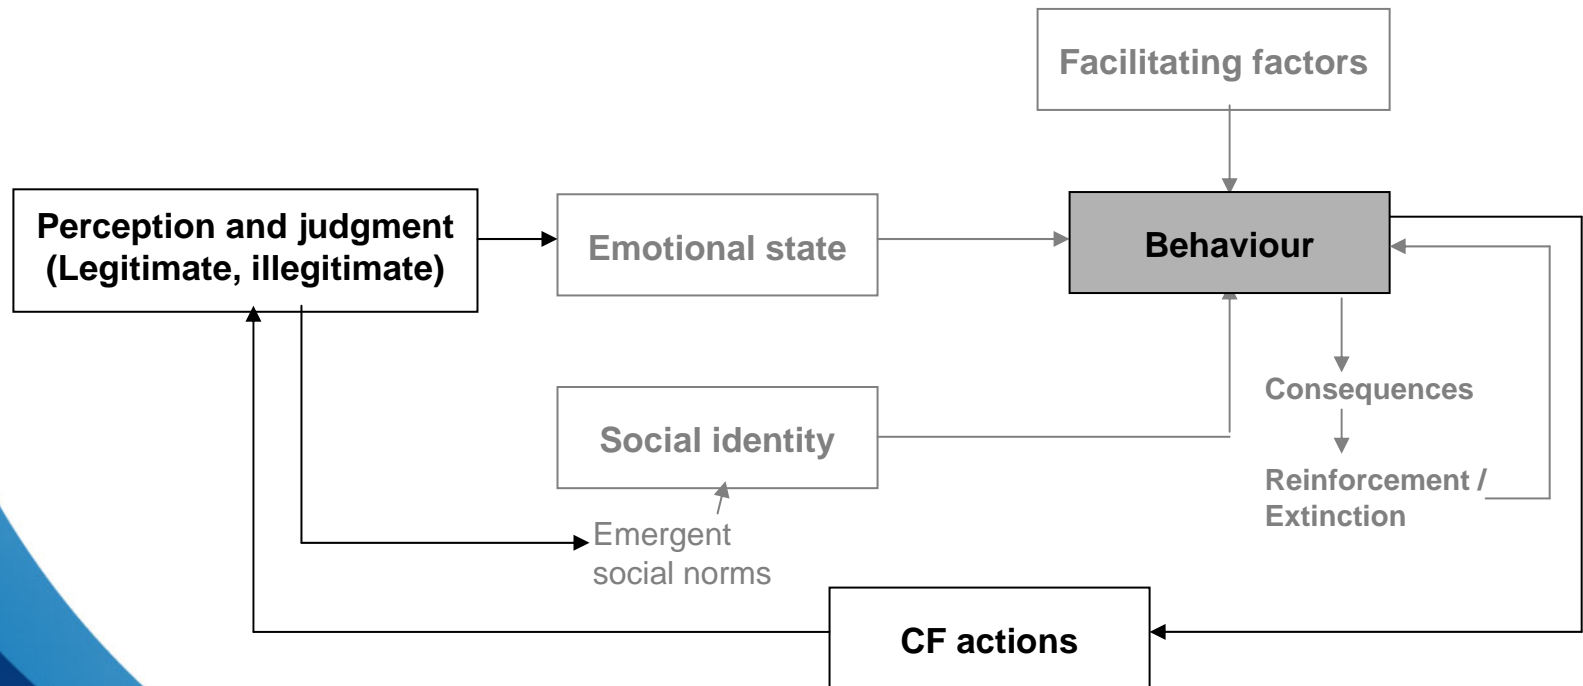 Facilitating factors
Perception and judgment
(Legitimate, illegitimate)
Emotional state
Behaviour
Consequences
Social identity
Reinforcement /
Extinction
Emergent
social norms
CF actions